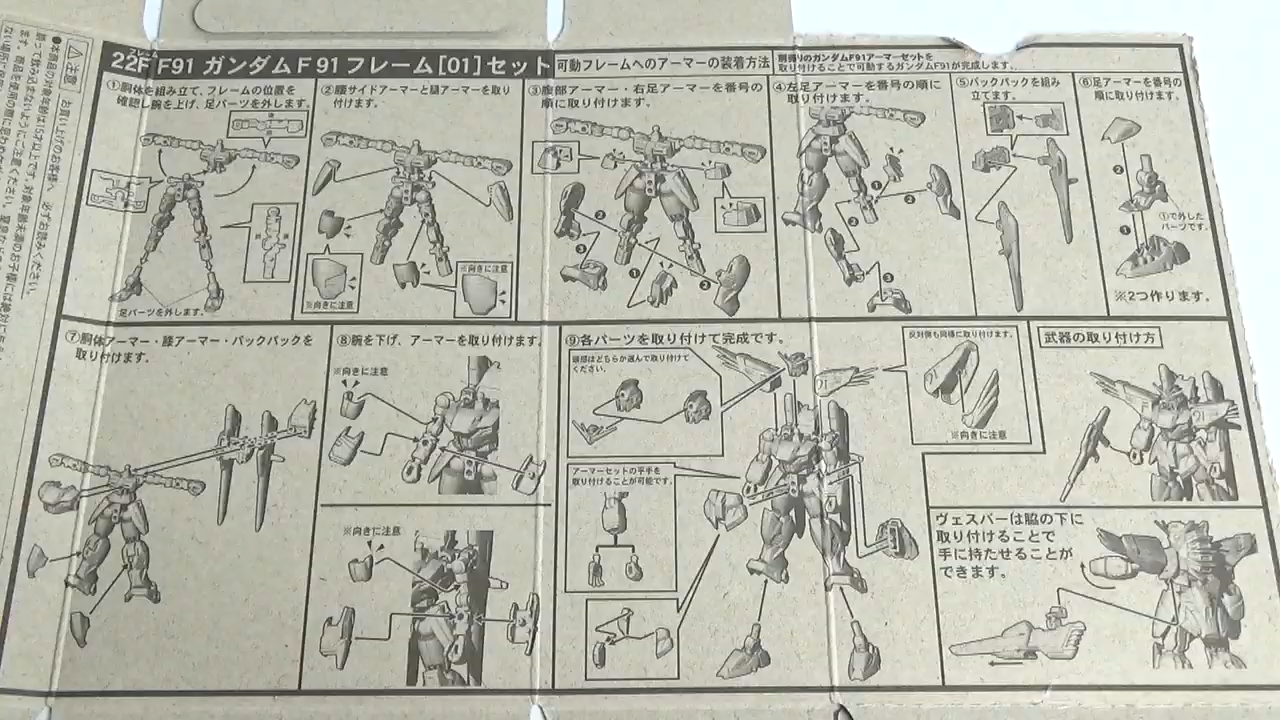 フレーム
22F F91 ガンダムF91フレーム[01]セット
可動フレームへのアーマーの装着方法
別売りのガンダムF91アーマーセットを
取り付けることで可動するガンダムF91が完成します。
⚠注意
①胴体を組み立て、フレームの位置を
確認し腕を上げ、足パーツを外します。
足パーツを外します。
②腰サイドアーマーと膝アーマーを取り
付けます。
※向きに注意
※向きに注意
③腹部アーマー・右足アーマーを番号の
順に取り付けます。
④左足アーマーを番号の順に
取り付けます。
⑤バックパックを組み
立てます。
⑥足アーマーを番号の
順に取り付けます。
①で外した
パーツです。
※2つ作ります。
⑦胴体アーマー・膝アーマー・バックパックを
取り付けます。
⑧腕を下げ、アーマーを取り付けます。
※向きに注意
※向きに注意
⑨各パーツを取り付けて完成です。
頭部はどちらか選んで取り付けて
ください。
アーマーセットの平手を
取り付けることが可能です。
反対側も同様に取り付けます。
※向きに注意
武器の取り付け方
ヴェスバーは脇の下に
取り付けることで
手に持たせることが
できます。